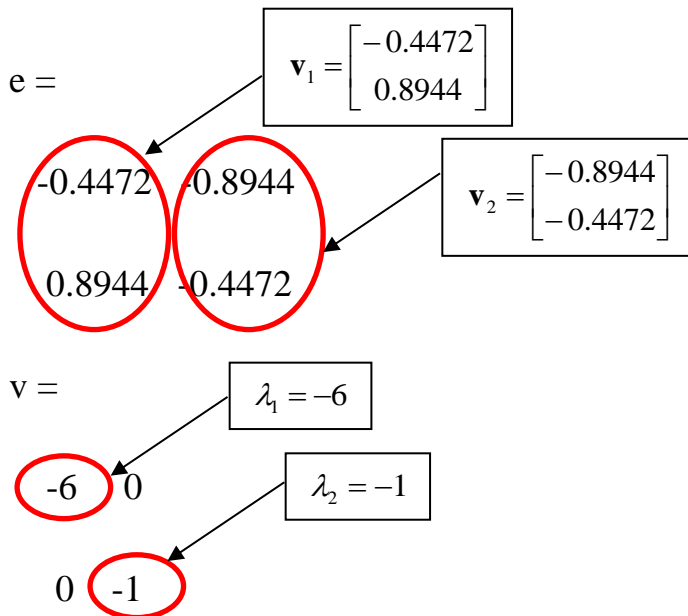 e =
v₁ = [−0.4472
0.8944]
-0.4472 -0.8944
0.8944 -0.4472
v₂ = [−0.8944
−0.4472]
v =
λ₁ = −6
-6 0
λ₂ = −1
0 -1